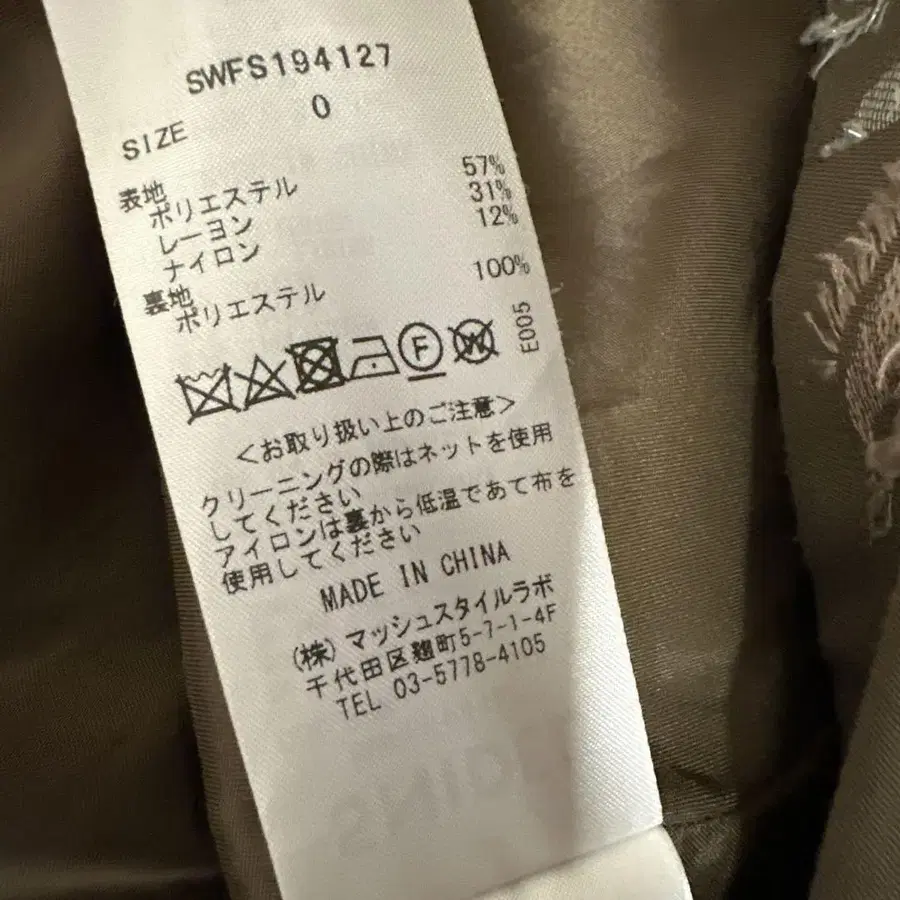 SWFS194127
SIZE 0
表地
ポリエステル 57%
レーヨン 31%
ナイロン 12%
裏地
ポリエステル 100%
F W E005
<お取り扱い上のご注意>
クリーニングの際はネットを使用
してください
アイロンは裏から低温であて布を
使用してください
MADE IN CHINA
(株)マッシュスタイルラボ
千代田区麹町5-7-1-4F
TEL 03-5778-4105